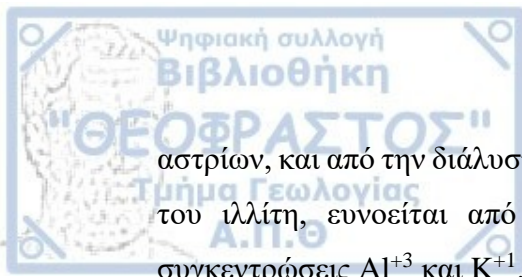 Ψηφιακή συλλογή
Βιβλιοθήκη
"ΘΕΟΦΡΑΣΤΟΣ"
Τμήμα Γεωλογίας
Α.Π.Θ
αστρίων, και από την διάλυσ
του ιλλίτη, ευνοείται από
συγκεντρώσεις Al+3 και K+1